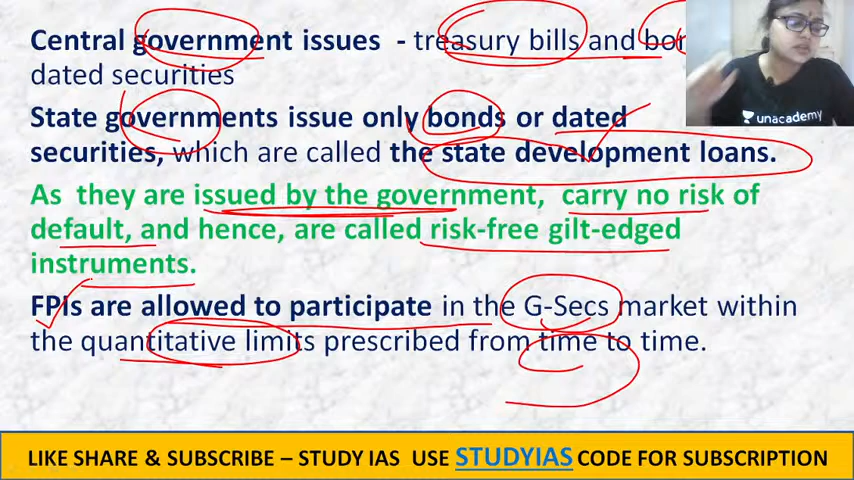 Central government issues - treasury bills and
dated securities
State governments issue only bonds or dated
securities, which are called the state development loans.
As they are issued by the government, carry no risk of
default, and hence, are called risk-free gilt-edged
instruments.
FPIs are allowed to participate in the G-Secs market within
the quantitative limits prescribed from time to time.
unacademy
LIKE SHARE & SUBSCRIBE – STUDY IAS USE STUDYIAS CODE FOR SUBSCRIPTION